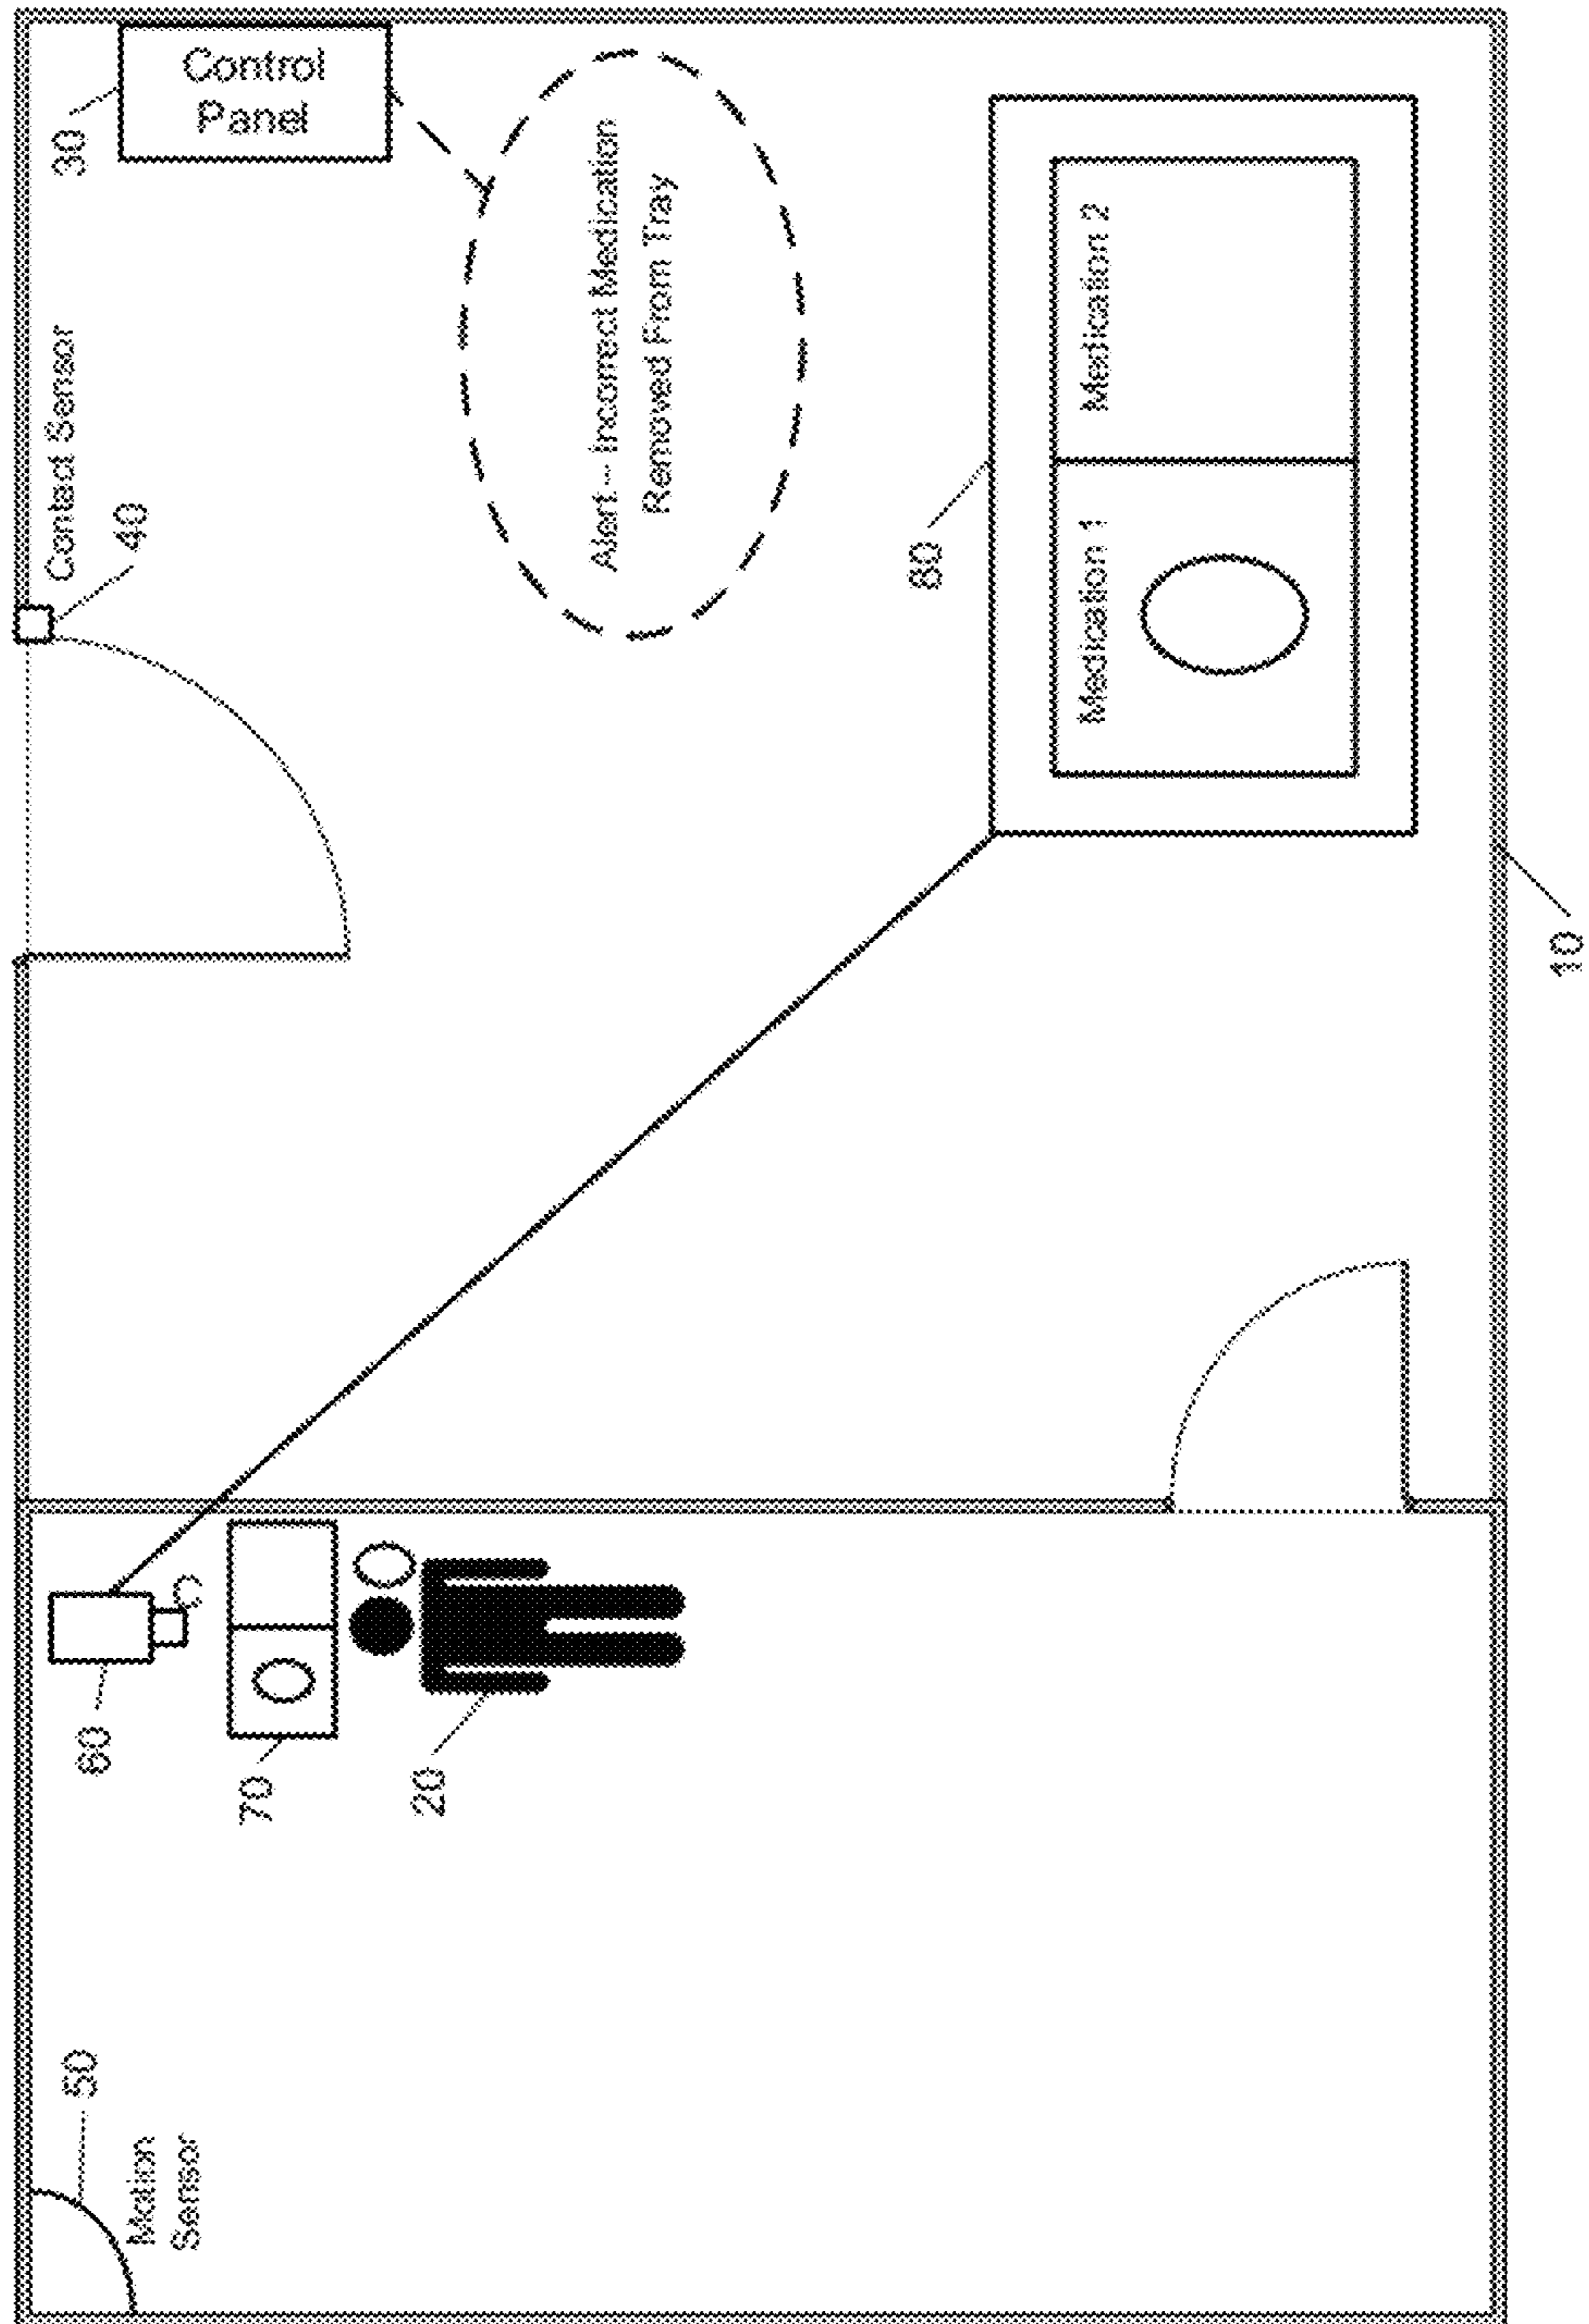 Control
Panel
30
Contact Sensor
40
Alert – Incorrect Medication
Removed From Tray
80
Medication 1
Medication 2
10
60
70
20
50
Motion
Sensor